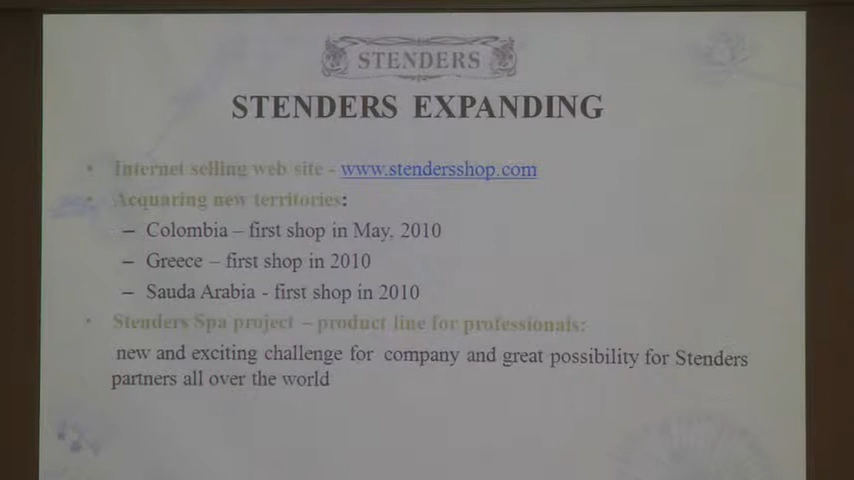 STENDERS
STENDERS EXPANDING
• Internet selling web site - www.stendersshop.com
• Acquaring new territories:
– Colombia – first shop in May, 2010
– Greece – first shop in 2010
– Sauda Arabia - first shop in 2010
• Stenders Spa project – product line for professionals:
new and exciting challenge for company and great possibility for Stenders
partners all over the world